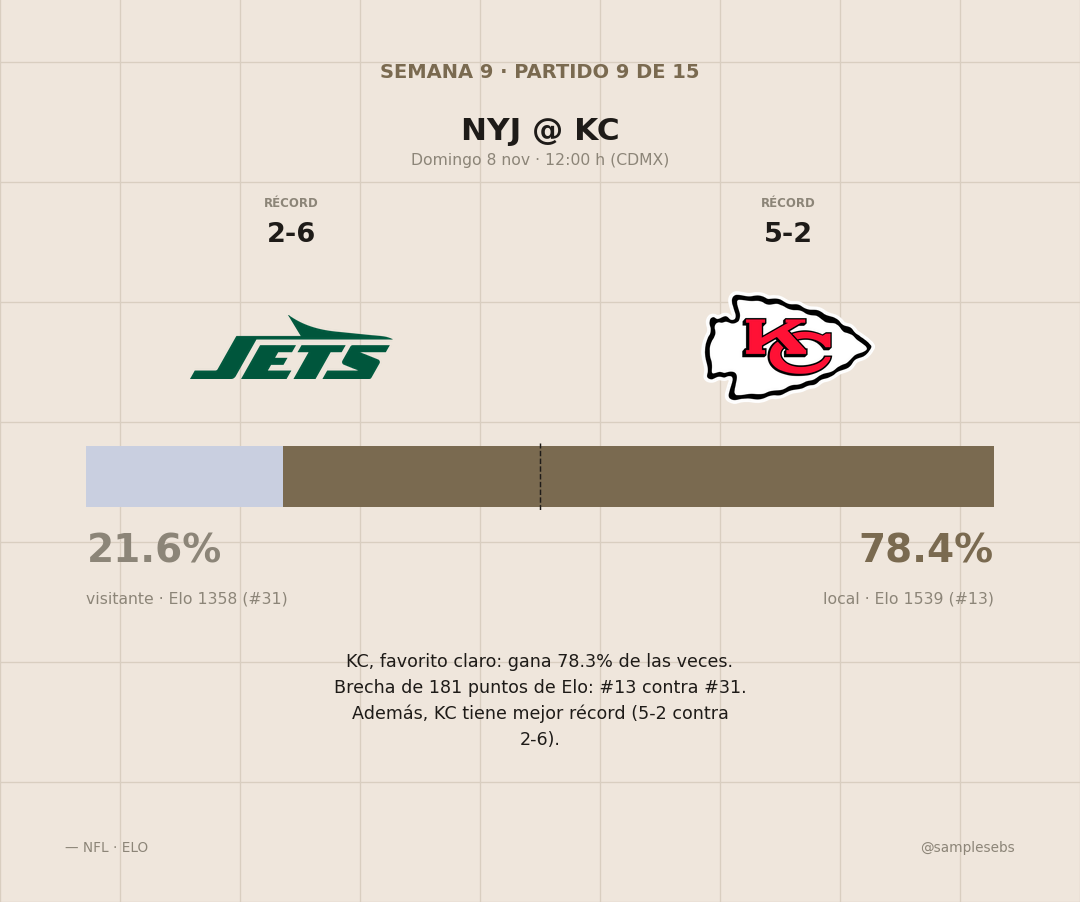 SEMANA 9 · PARTIDO 9 DE 15
NYJ @ KC
Domingo 8 nov · 12:00 h (CDMX)
RÉCORD
2-6
RÉCORD
5-2
JETS
KC
21.6%
78.4%
visitante · Elo 1358 (#31)
local · Elo 1539 (#13)
KC, favorito claro: gana 78.3% de las veces.
Brecha de 181 puntos de Elo: #13 contra #31.
Además, KC tiene mejor récord (5-2 contra
2-6).
— NFL · ELO
@samplesebs